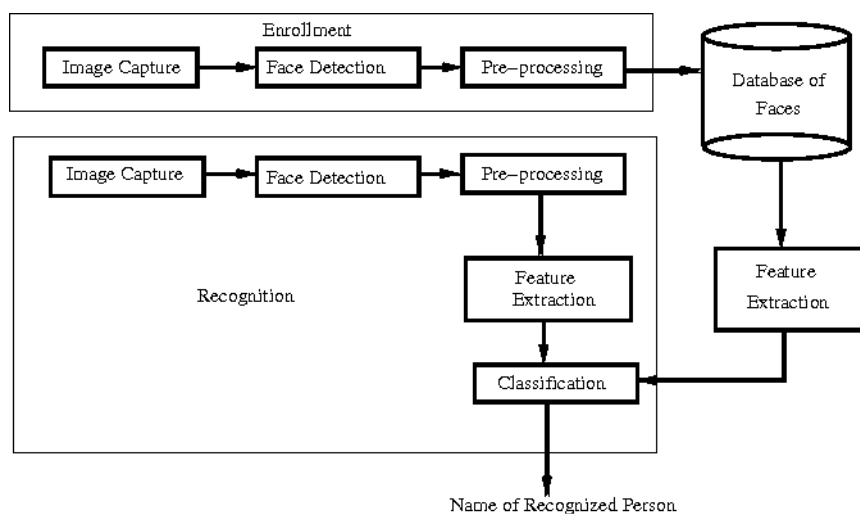 Enrollment
Image Capture
Face Detection
Pre-processing
Database of
Faces
Image Capture
Face Detection
Pre-processing
Recognition
Feature
Extraction
Feature
Extraction
Classification
Name of Recognized Person